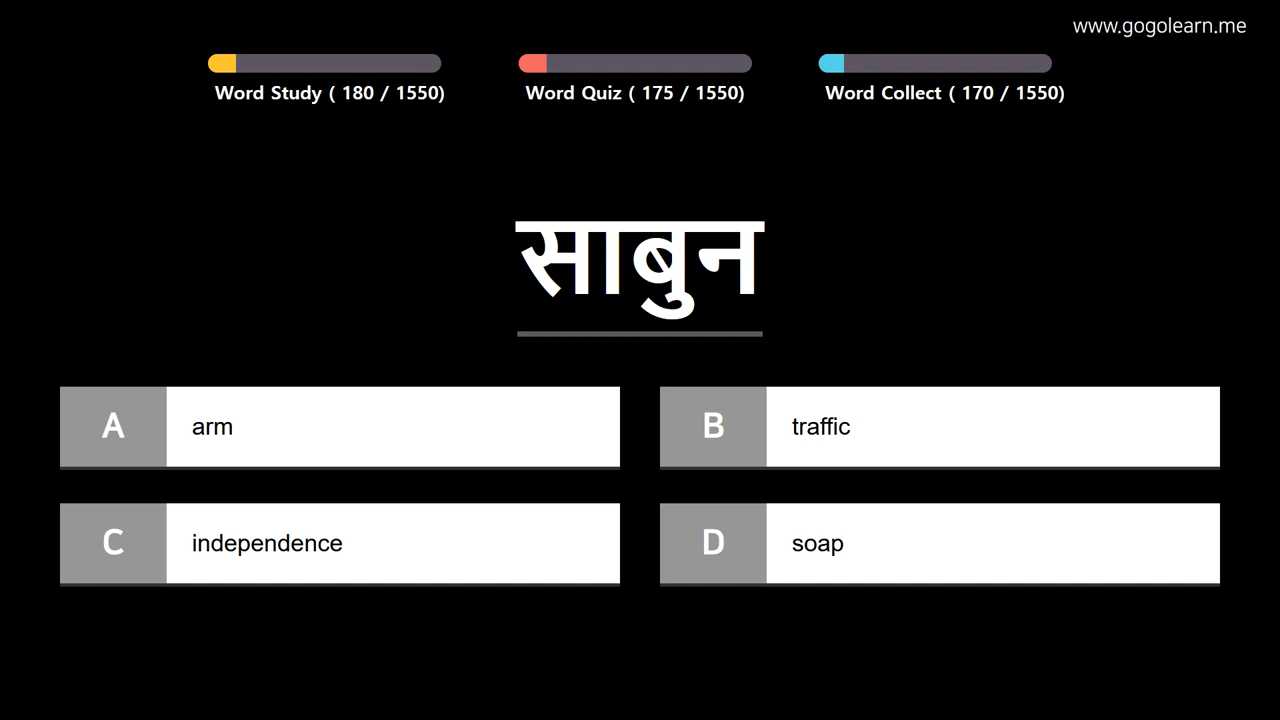 www.gogolearn.me
Word Study ( 180 / 1550)
Word Quiz ( 175 / 1550)
Word Collect ( 170 / 1550)
साबुन
A arm
B traffic
C independence
D soap